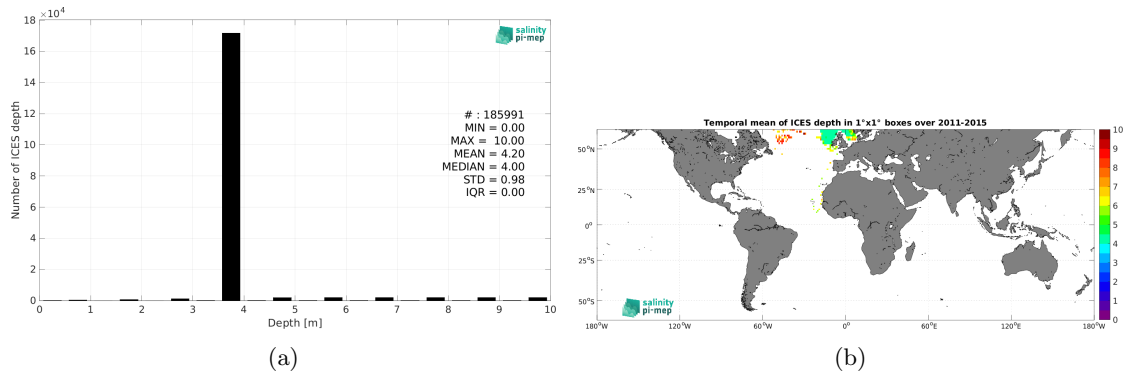 18 ×10⁴
16
14
12
10
8
6
4
2
0
Number of ICES depth
0 1 2 3 4 5 6 7 8 9 10
Depth [m]
salinity
pi-mep
# : 185991
MIN = 0.00
MAX = 10.00
MEAN = 4.20
MEDIAN = 4.00
STD = 0.98
IQR = 0.00
(a)
Temporal mean of ICES depth in 1°x1° boxes over 2011-2015
50°N
25°N
0°
25°S
50°S
180°W 120°W 60°W 0° 60°E 120°E 180°E
salinity
pi-mep
10
9
8
7
6
5
4
3
2
1
0
(b)